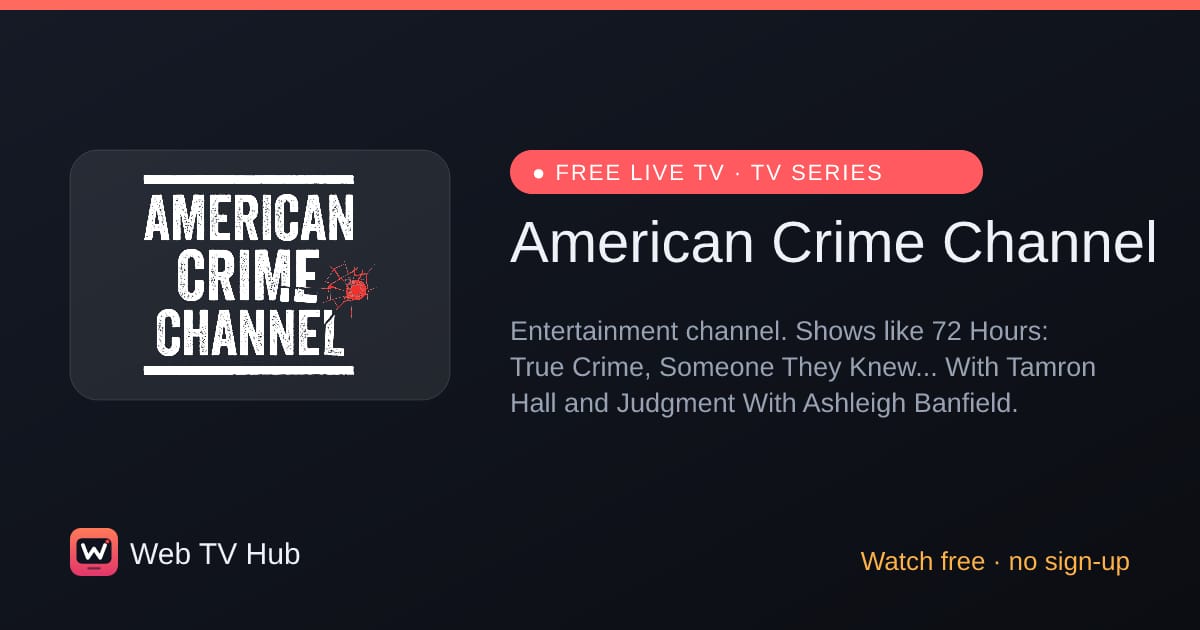 AMERICAN
CRIME
CHANNEL
● FREE LIVE TV · TV SERIES
American Crime Channel
Entertainment channel. Shows like 72 Hours:
True Crime, Someone They Knew... With Tamron
Hall and Judgment With Ashleigh Banfield.
W
Web TV Hub
Watch free · no sign-up